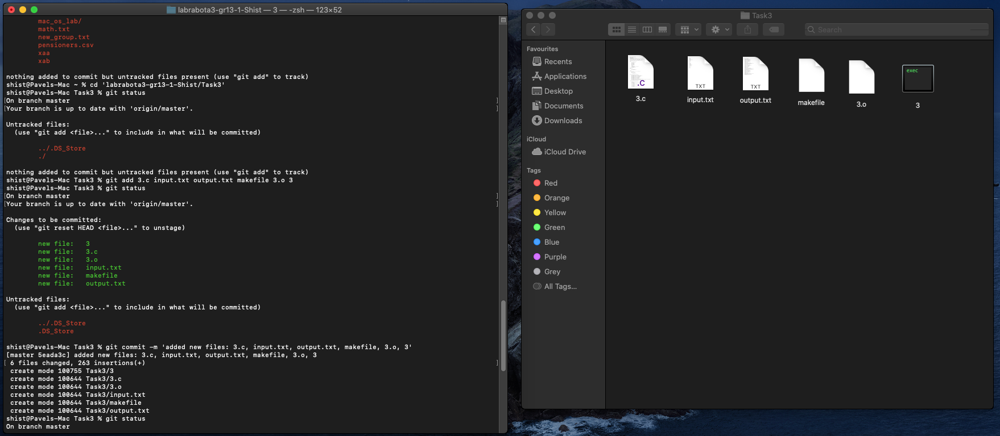 labrabota3-gr13-1-Shist — 3 — -zsh — 123×52
mac_os_lab/
math.txt
new_group.txt
pensioners.csv
xaa
xab
nothing added to commit but untracked files present (use "git add" to track)
shist@Pavels-Mac ~ % cd 'labrabota3-gr13-1-Shist/Task3'
shist@Pavels-Mac Task3 % git status
[On branch master ]
[Your branch is up to date with 'origin/master'. ]
Untracked files:
(use "git add <file>..." to include in what will be committed)
../.DS_Store
./
nothing added to commit but untracked files present (use "git add" to track)
shist@Pavels-Mac Task3 % git add 3.c input.txt output.txt makefile 3.o 3
shist@Pavels-Mac Task3 % git status
[On branch master ]
[Your branch is up to date with 'origin/master'. ]
Changes to be committed:
(use "git reset HEAD <file>..." to unstage)
new file: 3
new file: 3.c
new file: 3.o
new file: input.txt
new file: makefile
new file: output.txt
Untracked files:
(use "git add <file>..." to include in what will be committed)
../.DS_Store
.DS_Store
shist@Pavels-Mac Task3 % git commit -m 'added new files: 3.c, input.txt, output.txt, makefile, 3.o, 3'
[master 5eada3c] added new files: 3.c, input.txt, output.txt, makefile, 3.o, 3
[ 6 files changed, 263 insertions(+) ]
create mode 100755 Task3/3
create mode 100644 Task3/3.c
create mode 100644 Task3/3.o
create mode 100644 Task3/input.txt
create mode 100644 Task3/makefile
create mode 100644 Task3/output.txt
shist@Pavels-Mac Task3 % git status
On branch master
Task3
Search
Favourites
Recents
Applications
Desktop
Documents
Downloads
iCloud
iCloud Drive
Tags
Red
Orange
Yellow
Green
Blue
Purple
Grey
All Tags...
.C
3.c
TXT
input.txt
TXT
output.txt
makefile
3.o
exec
3